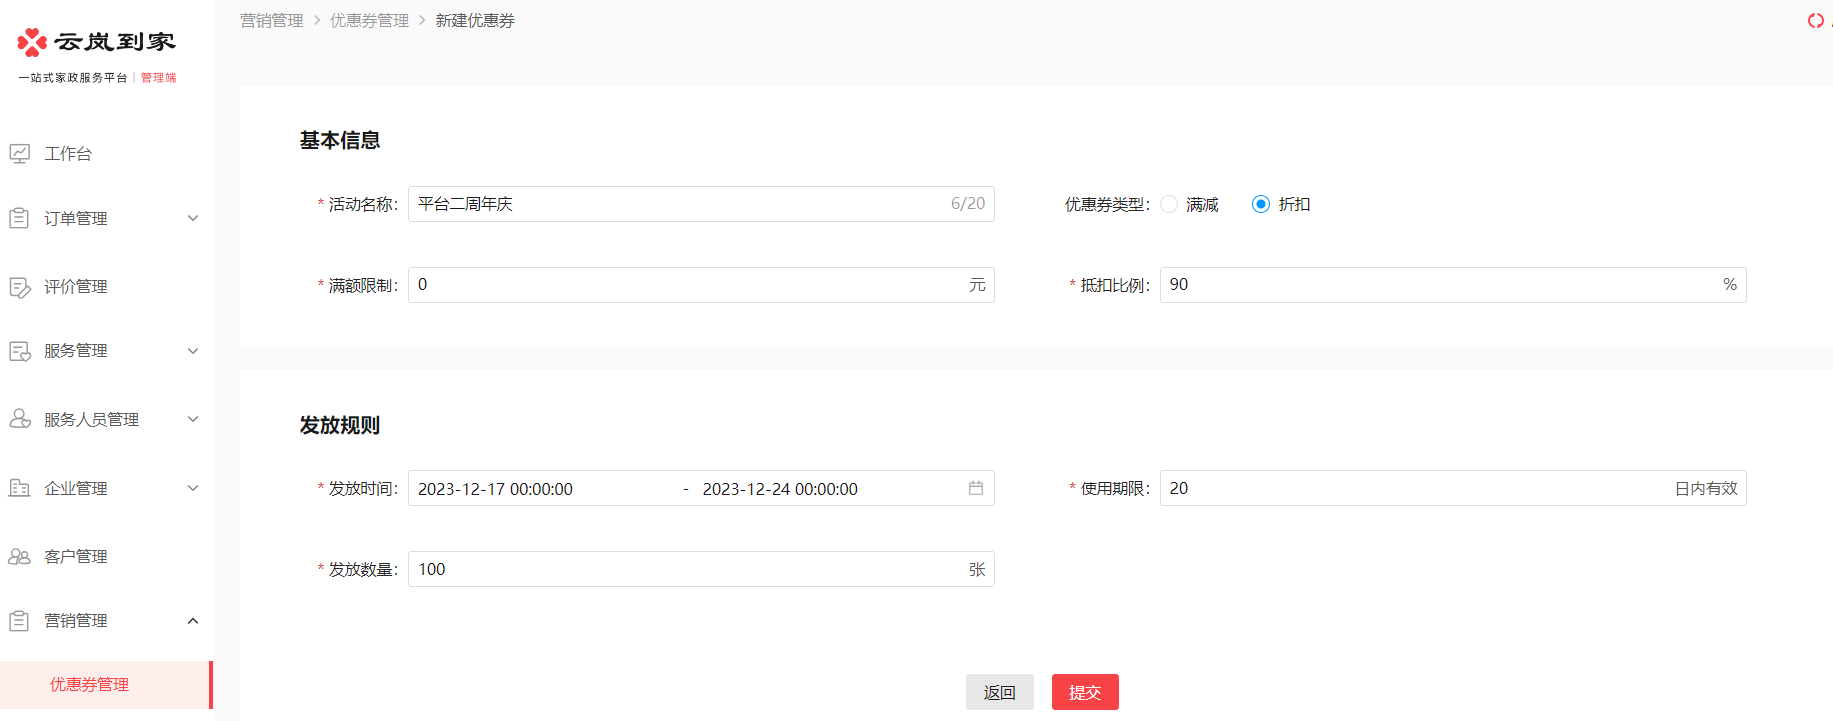 云岚到家
一站式家政服务平台 | 管理端
工作台
订单管理
评价管理
服务管理
服务人员管理
企业管理
客户管理
营销管理
优惠券管理
营销管理 > 优惠券管理 > 新建优惠券
基本信息
* 活动名称: 平台二周年庆 6/20
优惠券类型: 满减 折扣
* 满额限制: 0 元
* 抵扣比例: 90 %
发放规则
* 发放时间: 2023-12-17 00:00:00 - 2023-12-24 00:00:00
* 使用期限: 20 日内有效
* 发放数量: 100 张
返回 提交